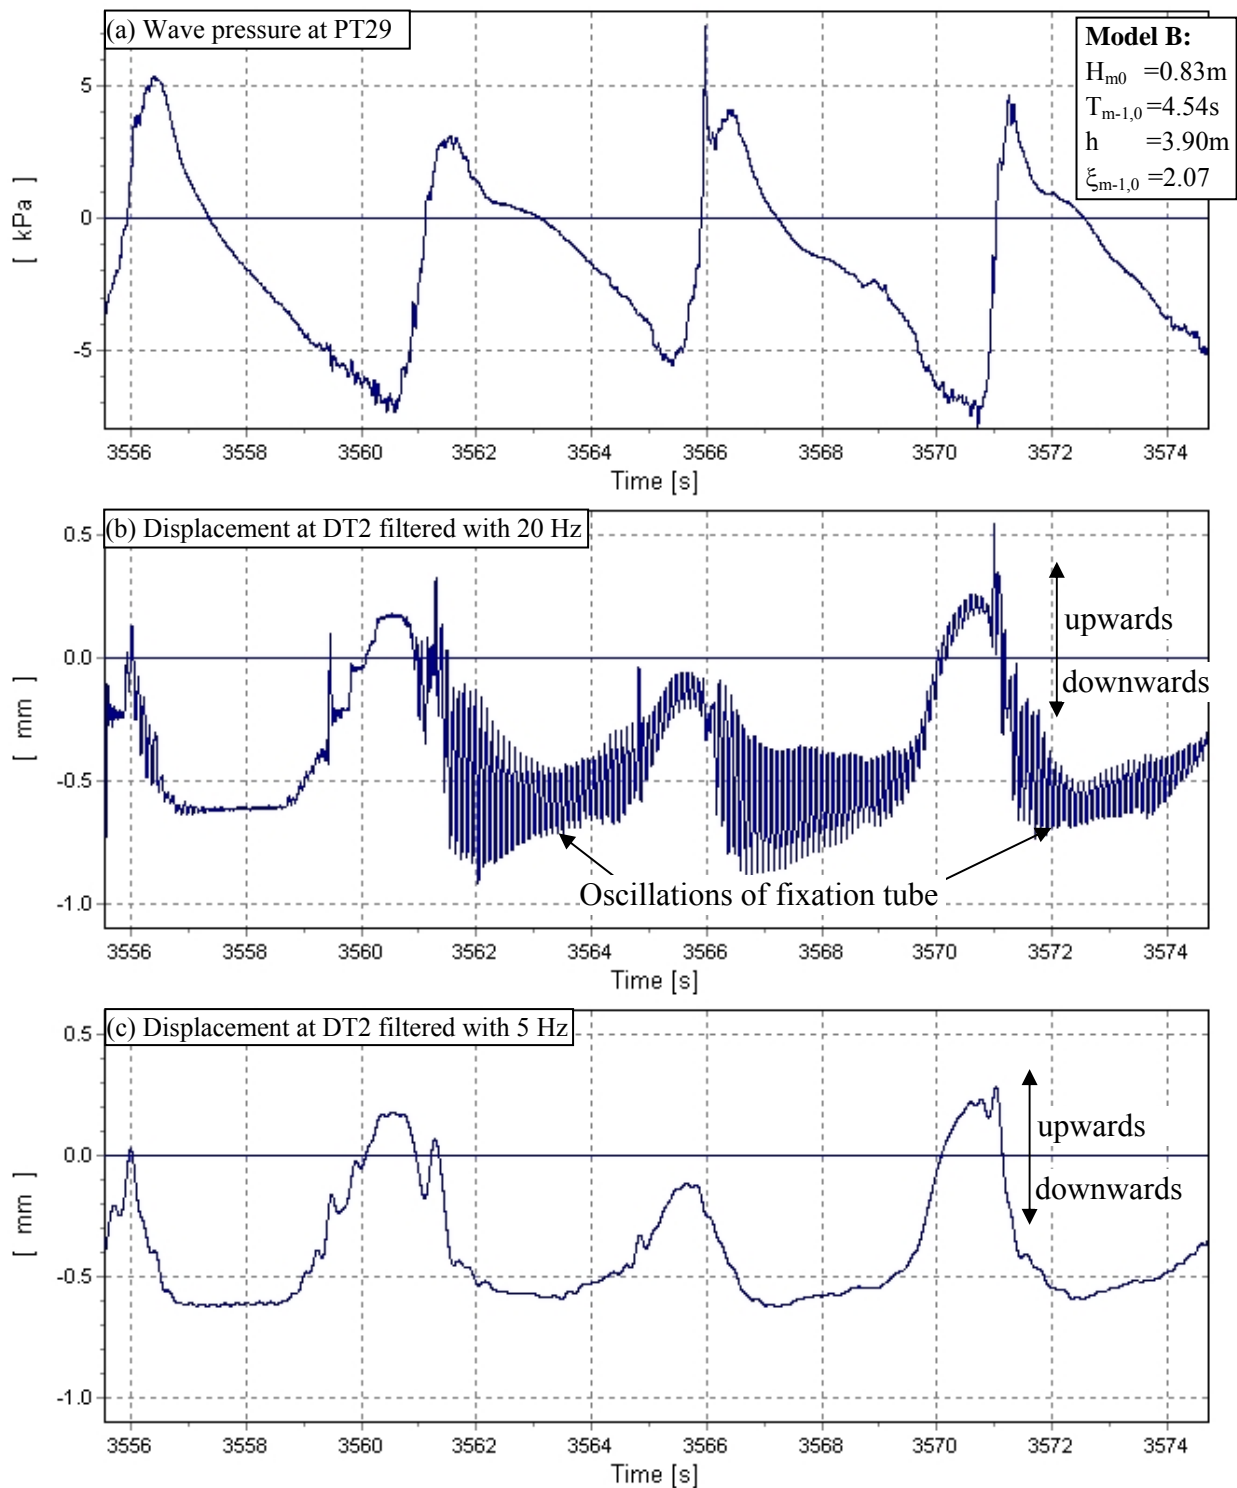 (a) Wave pressure at PT29
Model B:
Hm0 =0.83m
Tm-1,0 =4.54s
h =3.90m
ξm-1,0 =2.07
5
0
-5
[ kPa ]
3556 3558 3560 3562 3564 3566 3568 3570 3572 3574
Time [s]
(b) Displacement at DT2 filtered with 20 Hz
0.5
0.0
-0.5
-1.0
[ mm ]
upwards
downwards
Oscillations of fixation tube
3556 3558 3560 3562 3564 3566 3568 3570 3572 3574
Time [s]
(c) Displacement at DT2 filtered with 5 Hz
0.5
0.0
-0.5
-1.0
[ mm ]
upwards
downwards
3556 3558 3560 3562 3564 3566 3568 3570 3572 3574
Time [s]